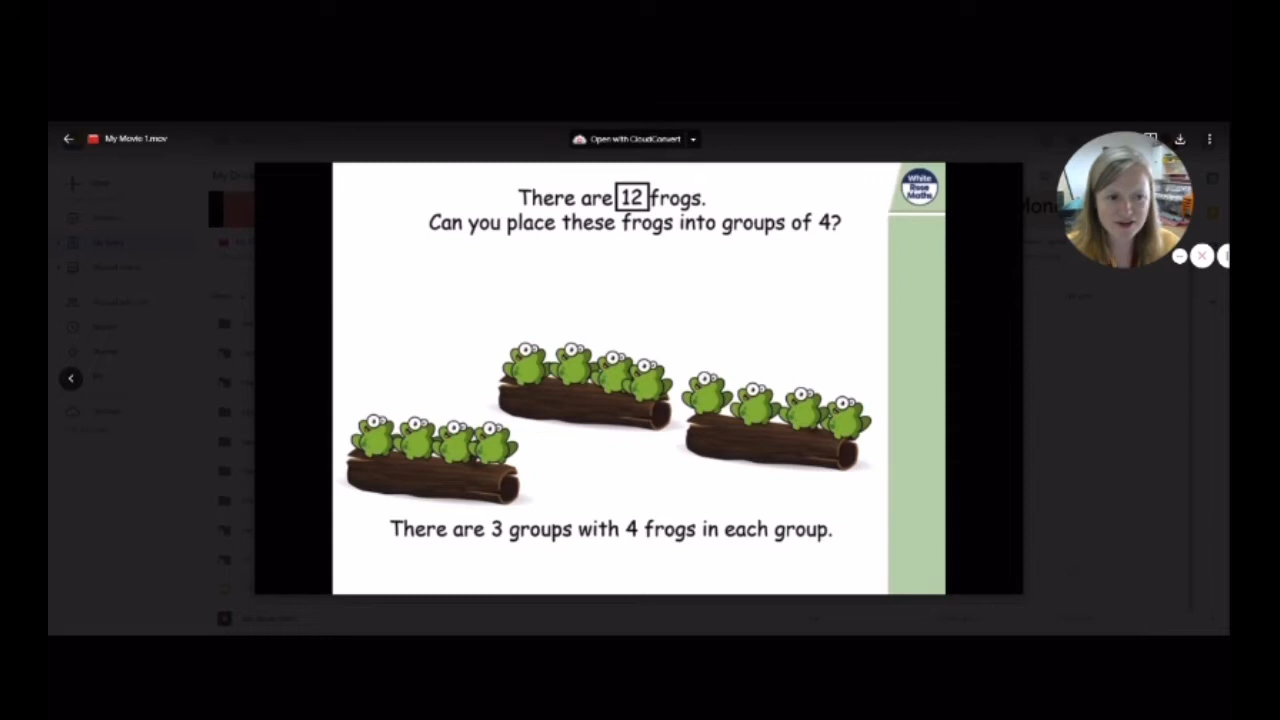 My Movie 1.mov
Open with CloudConvert
There are 12 frogs.
Can you place these frogs into groups of 4?
White
Rose
Maths
There are 3 groups with 4 frogs in each group.